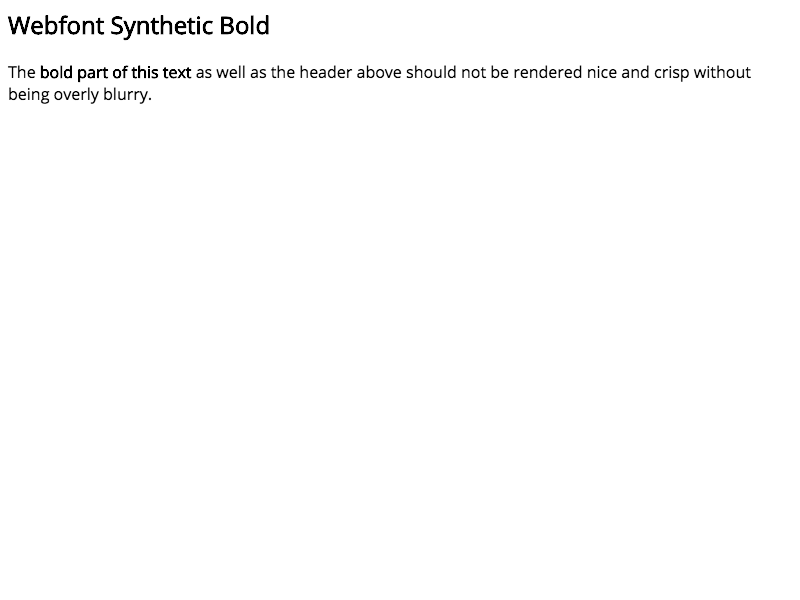 Webfont Synthetic Bold
The bold part of this text as well as the header above should not be rendered nice and crisp without
being overly blurry.